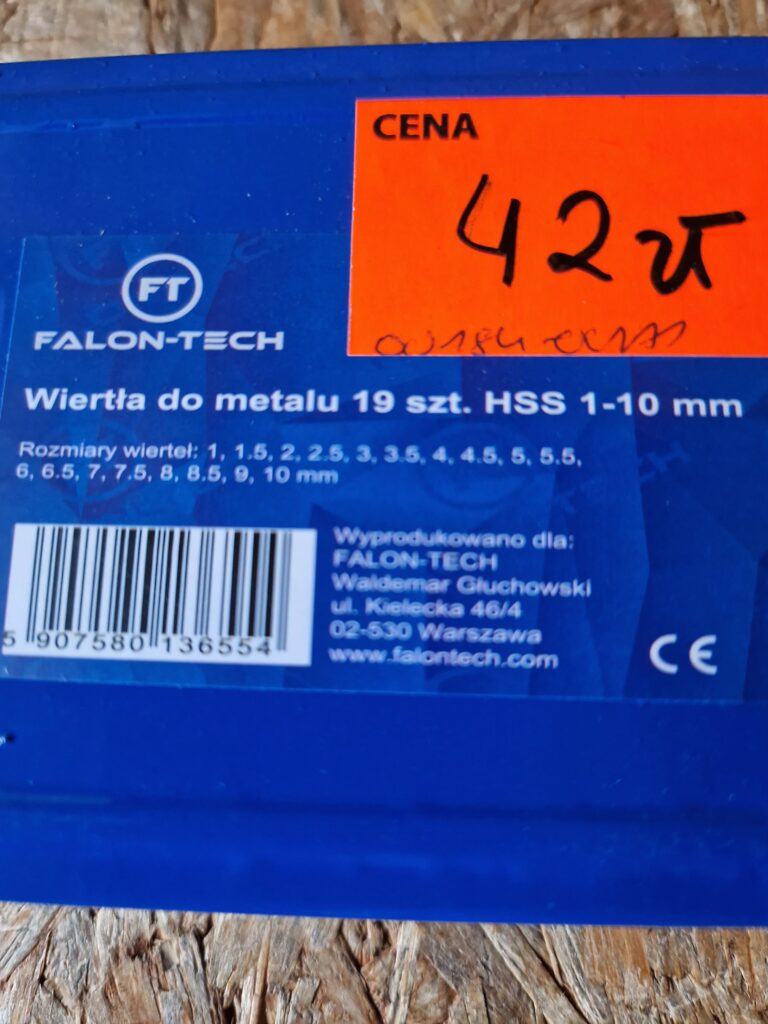 CENA
42 zł
FT
FALON-TECH
Wiertła do metalu 19 szt. HSS 1-10 mm
Rozmiary wierteł: 1, 1.5, 2, 2.5, 3, 3.5, 4, 4.5, 5, 5.5,
6, 6.5, 7, 7.5, 8, 8.5, 9, 10 mm
5 907580 136554
Wyprodukowano dla:
FALON-TECH
Waldemar Głuchowski
ul. Kielecka 46/4
02-530 Warszawa
www.falontech.com
CE